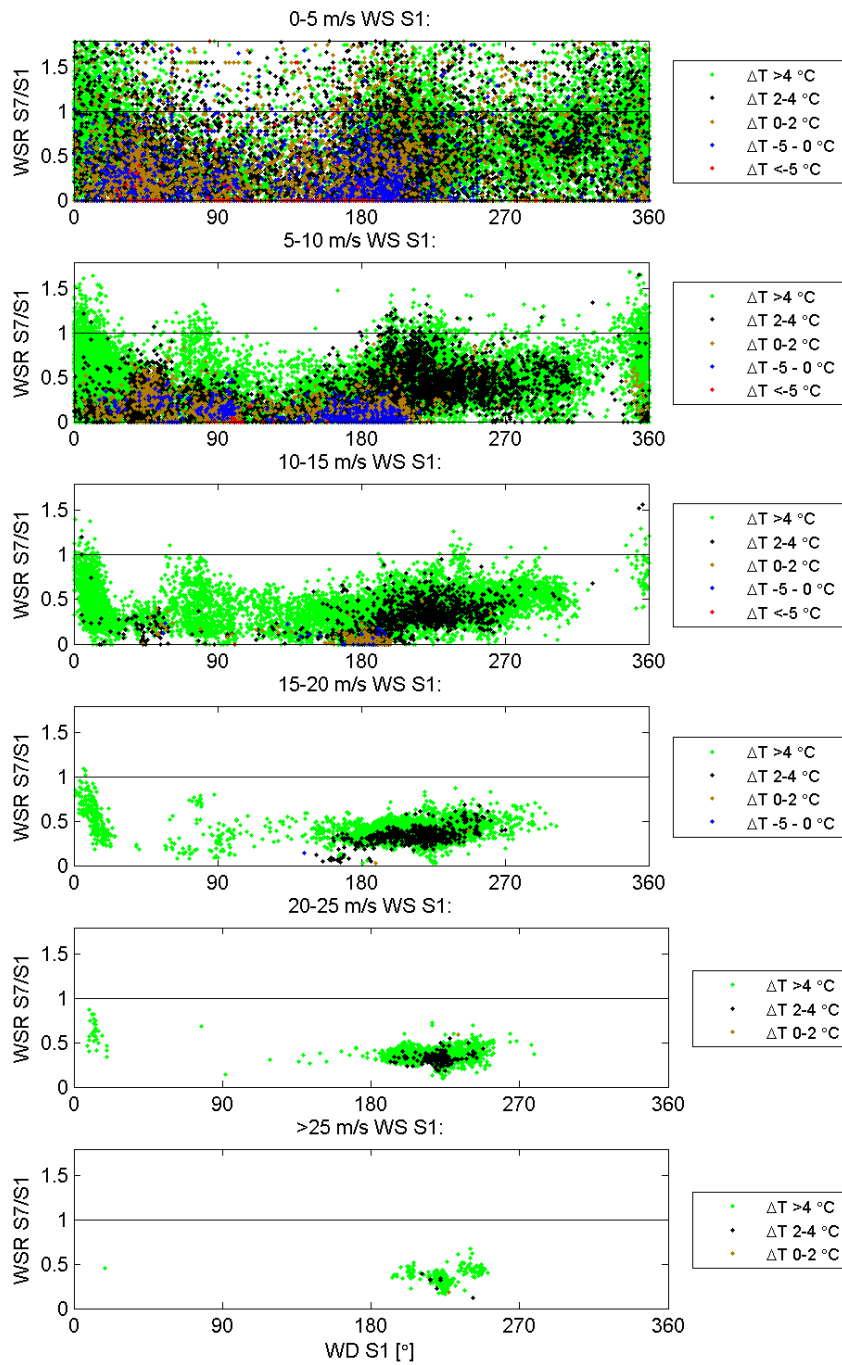 0-5 m/s WS S1:
WSR S7/S1
1.5
1
0.5
0
0 90 180 270 360
ΔT >4 °C
ΔT 2-4 °C
ΔT 0-2 °C
ΔT -5 - 0 °C
ΔT <-5 °C
5-10 m/s WS S1:
WSR S7/S1
1.5
1
0.5
0
0 90 180 270 360
ΔT >4 °C
ΔT 2-4 °C
ΔT 0-2 °C
ΔT -5 - 0 °C
ΔT <-5 °C
10-15 m/s WS S1:
WSR S7/S1
1.5
1
0.5
0
0 90 180 270 360
ΔT >4 °C
ΔT 2-4 °C
ΔT 0-2 °C
ΔT -5 - 0 °C
ΔT <-5 °C
15-20 m/s WS S1:
WSR S7/S1
1.5
1
0.5
0
0 90 180 270 360
ΔT >4 °C
ΔT 2-4 °C
ΔT 0-2 °C
ΔT -5 - 0 °C
20-25 m/s WS S1:
WSR S7/S1
1.5
1
0.5
0
0 90 180 270 360
ΔT >4 °C
ΔT 2-4 °C
ΔT 0-2 °C
>25 m/s WS S1:
WSR S7/S1
1.5
1
0.5
0
0 90 180 270 360
WD S1 [°]
ΔT >4 °C
ΔT 2-4 °C
ΔT 0-2 °C